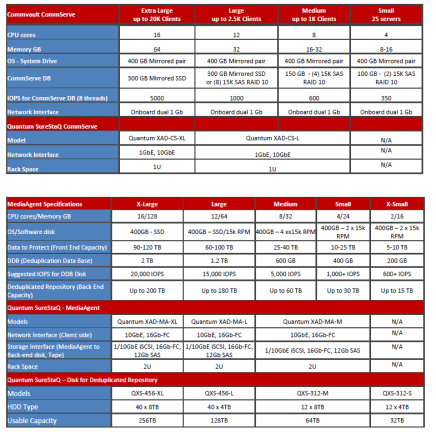 Commvault CommServe Extra Large up to 20K Clients Large up to 2.5K Clients Medium up to 1K Clients Small 25 servers
CPU cores 16 12 8 4
Memory GB 64 32 16-32 8-16
OS - System Drive 400 GB Mirrored pair 400 GB Mirrored pair 400 GB Mirrored pair 400 GB Mirrored pair
CommServe DB 300 GB Mirrored SSD 300 GB Mirrored SSD or (8) 15K SAS RAID 10 150 GB - (4) 15K SAS RAID 10 100 GB - (2) 15K SAS RAID 10
IOPS for CommServe DB (8 threads) 5000 1000 600 350
Network Interface Onboard dual 1 Gb Onboard dual 1 Gb Onboard dual 1 Gb Onboard dual 1 Gb
Quantum SureStaQ CommServe
Model Quantum XAD-CS-XL Quantum XAD-CS-L N/A
Network Interface 1GbE, 10GbE 1GbE, 10GbE N/A
Rack Space 1U 1U N/A
MediaAgent Specifications X-Large Large Medium Small X-Small
CPU cores/Memory GB 16/128 12/64 8/32 4/24 2/16
OS/Software disk 400GB - SSD 400GB – SSD/15k RPM 400GB – 4 xx15k RPM 400GB – 2 x 15k RPM 400GB – 2 x 15k RPM
Data to Protect (Front End Capacity) 90-120 TB 60-100 TB 25-40 TB 10-25 TB 5-10 TB
DDB (Deduplication Data Base) 2 TB 1.2 TB 600 GB 400 GB 200 GB
Suggested IOPS for DDB Disk 20,000 IOPS 15,000 IOPS 5,000 IOPS 1,000+ IOPS 600+ IOPS
Deduplicated Repository (Back End Capacity) Up to 200 TB Up to 180 TB Up to 60 TB Up to 30 TB Up to 15 TB
Quantum SureStaQ - MediaAgent
Models Quantum XAD-MA-XL Quantum XAD-MA-L Quantum XAD-MA-M N/A
Network Interface (Client side) 10GbE, 16Gb-FC 10GbE, 16Gb-FC 10GbE, 16Gb-FC N/A
Storage Interface (MediaAgent to Back-end disk, Tape) 1/10GbE iSCSI, 16Gb-FC, 12Gb SAS 1/10GbE iSCSI, 16Gb-FC, 12Gb SAS 1/10GbE iSCSI, 16Gb-FC, 12Gb SAS N/A
Rack Space 2U 2U 2U N/A
Quantum SureStaQ – Disk for Deduplicated Repository
Models QXS-456-XL QXS-456-L QXS-312-M QXS-312-S
HDD Type 40 x 8TB 40 x 4TB 12 x 8TB 12 x 4TB
Usable Capacity 256TB 128TB 64TB 32TB